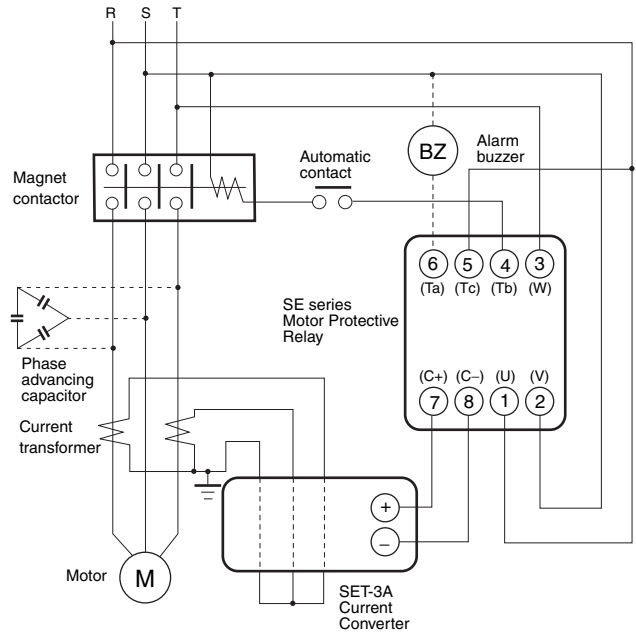 R S T
BZ
Alarm
buzzer
Automatic
contact
Magnet
contactor
6 5 4 3
(Ta) (Tc) (Tb) (W)
SE series
Motor Protective
Relay
(C+) (C−) (U) (V)
7 8 1 2
Phase
advancing
capacitor
Current
transformer
+
−
Motor
M
SET-3A
Current
Converter